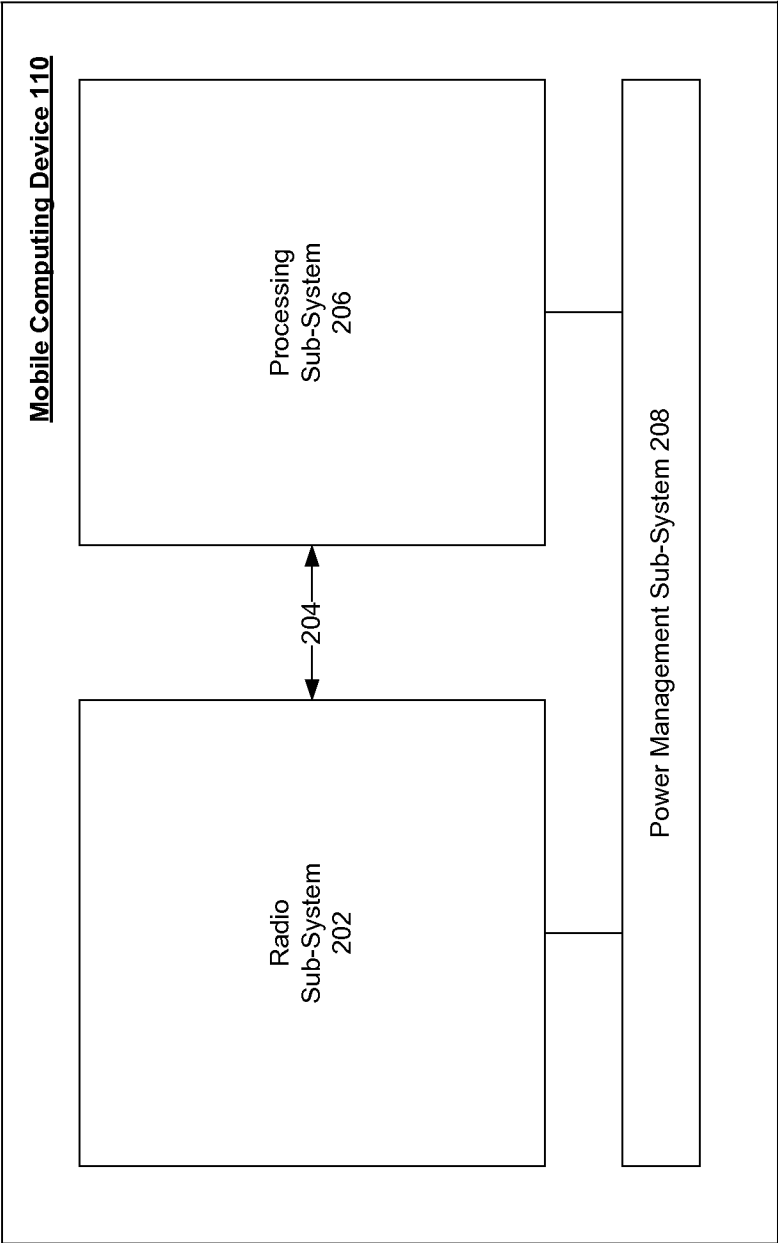 Mobile Computing Device 110
Radio
Sub-System
202
204
Processing
Sub-System
206
Power Management Sub-System 208